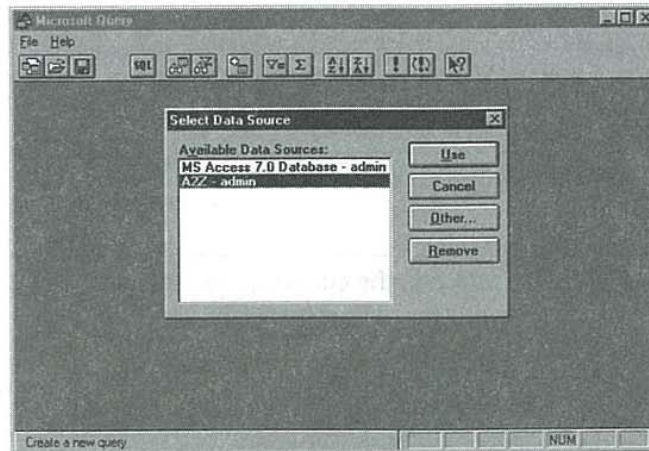 Microsoft Query
File Help
SQL
Select Data Source
Available Data Sources:
MS Access 7.0 Database - admin
A2Z - admin
Use
Cancel
Other...
Remove
Create a new query
NUM